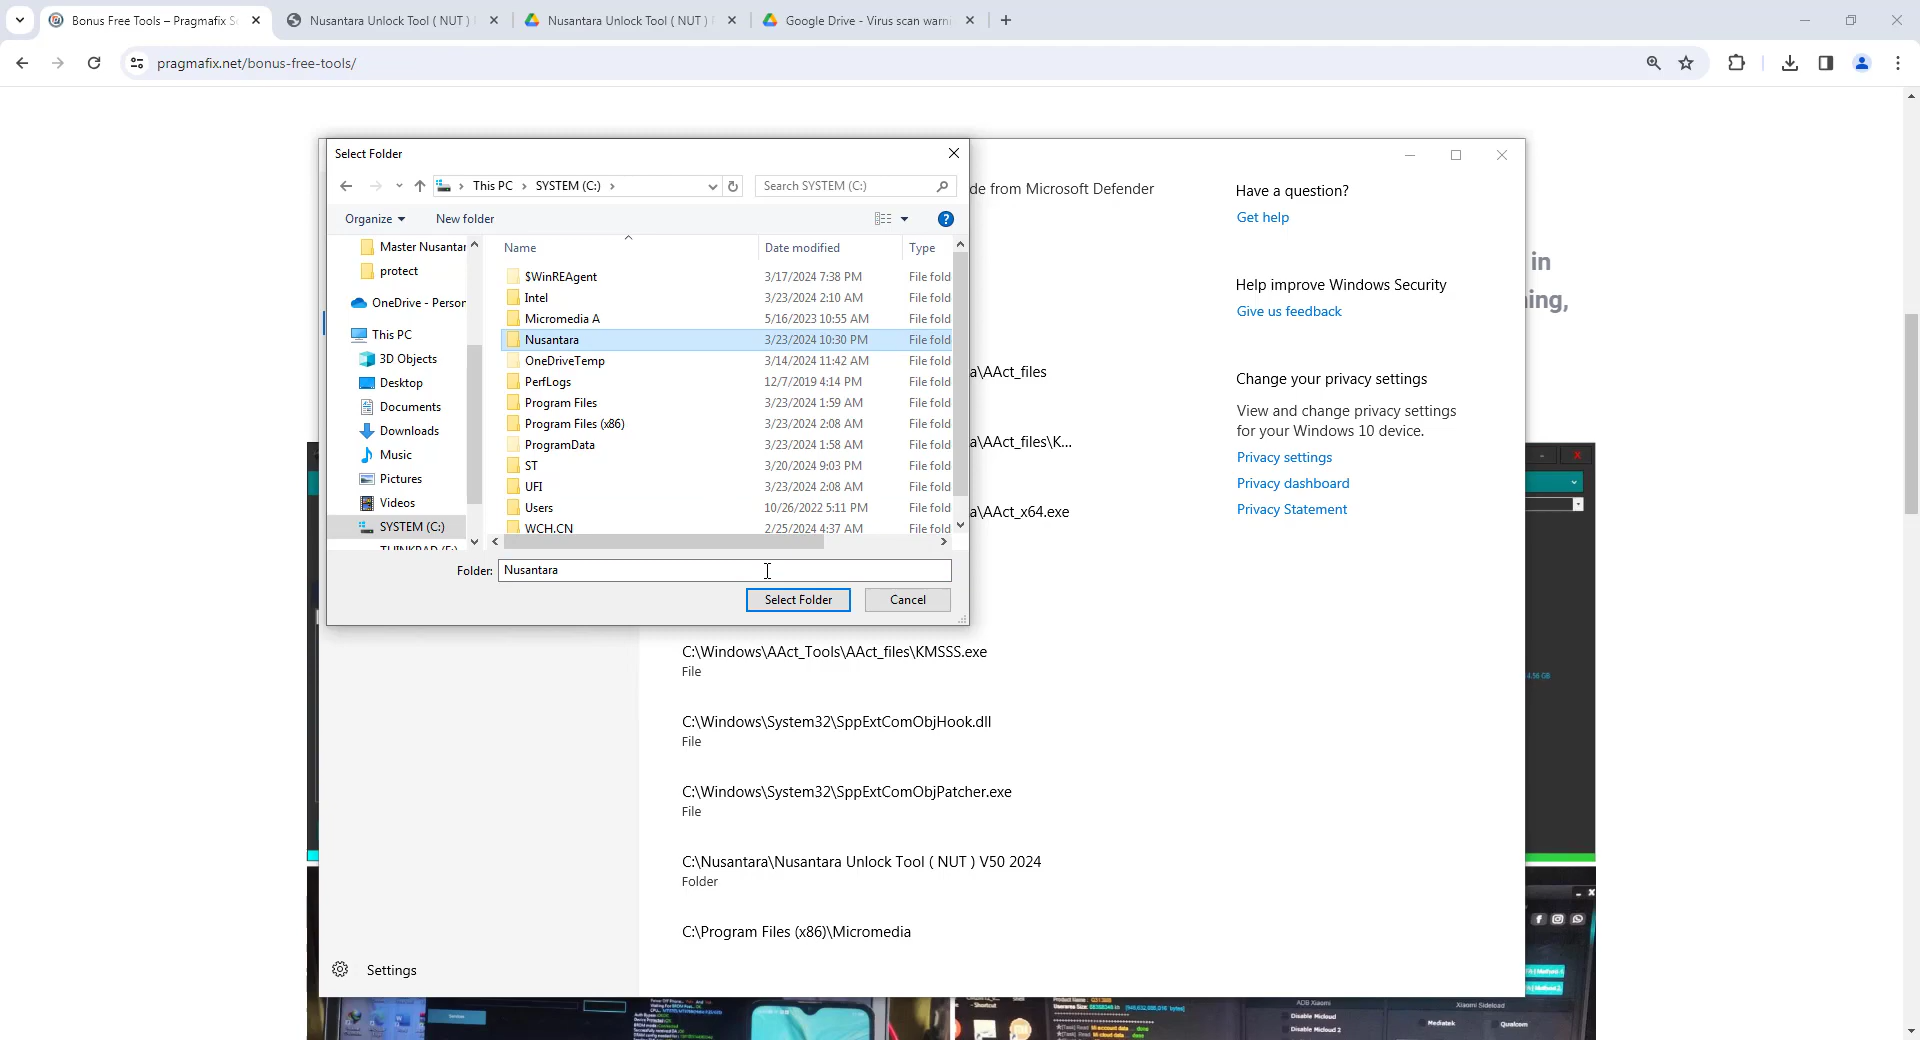 Bonus Free Tools – Pragmafix S
Nusantara Unlock Tool ( NUT )
Nusantara Unlock Tool ( NUT )
Google Drive - Virus scan warn
pragmafix.net/bonus-free-tools/
Select Folder
This PC
SYSTEM (C:)
Search SYSTEM (C:)
Organize
New folder
Master Nusantar
protect
OneDrive - Person
This PC
3D Objects
Desktop
Documents
Downloads
Music
Pictures
Videos
SYSTEM (C:)
Name Date modified Type
$WinREAgent 3/17/2024 7:38 PM File fold
Intel 3/23/2024 2:10 AM File fold
Micromedia A 5/16/2023 10:55 AM File fold
Nusantara 3/23/2024 10:30 PM File fold
OneDriveTemp 3/14/2024 11:42 AM File fold
PerfLogs 12/7/2019 4:14 PM File fold
Program Files 3/23/2024 1:59 AM File fold
Program Files (x86) 3/23/2024 2:08 AM File fold
ProgramData 3/23/2024 1:58 AM File fold
ST 3/20/2024 9:03 PM File fold
UFI 3/23/2024 2:08 AM File fold
Users 10/26/2022 5:11 PM File fold
WCH.CN 2/25/2024 4:37 AM File fold
Folder: Nusantara
Select Folder
Cancel
de from Microsoft Defender
a\AAct_files
a\AAct_files\K...
a\AAct_x64.exe
C:\Windows\AAct_Tools\AAct_files\KMSSS.exe
File
C:\Windows\System32\SppExtComObjHook.dll
File
C:\Windows\System32\SppExtComObjPatcher.exe
File
C:\Nusantara\Nusantara Unlock Tool ( NUT ) V50 2024
Folder
C:\Program Files (x86)\Micromedia
Settings
Have a question?
Get help
Help improve Windows Security
Give us feedback
Change your privacy settings
View and change privacy settings
for your Windows 10 device.
Privacy settings
Privacy dashboard
Privacy Statement
in
ing,
ADB Xiaomi
Xiaomi Sideload
Disable Micloud
Disable Micloud 2
Mediatek
Qualcom